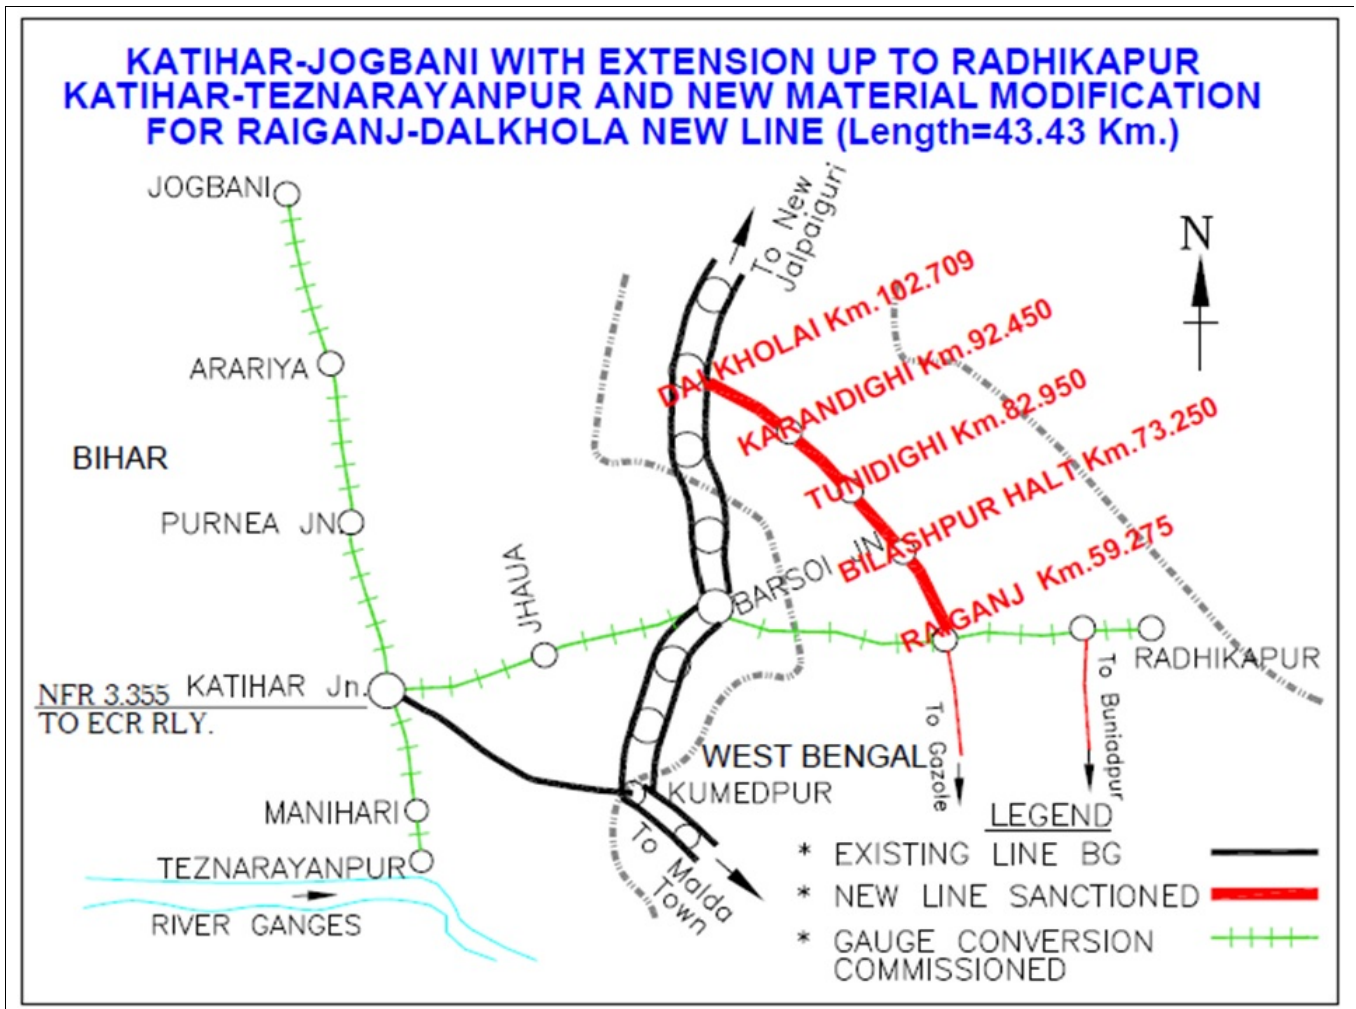 KATIHAR-JOGBANI WITH EXTENSION UP TO RADHIKAPUR
KATIHAR-TEZNARAYANPUR AND NEW MATERIAL MODIFICATION
FOR RAIGANJ-DALKHOLA NEW LINE (Length=43.43 Km.)
JOGBANI
To New
Jalpaiguri
N
DALKHOLAI Km.102.709
ARARIYA
KARANDIGHI Km.92.450
BIHAR
TUNIDIGHI Km.82.950
PURNEA JN.
BILASHPUR HALT Km.73.250
JHAUA
BARSOI JN.
RAIGANJ Km.59.275
RADHIKAPUR
KATIHAR Jn.
NFR 3.355
TO ECR RLY.
To Gazole
To Buniadpur
WEST BENGAL
KUMEDPUR
MANIHARI
To Malda
Town
TEZNARAYANPUR
RIVER GANGES
LEGEND
* EXISTING LINE BG
* NEW LINE SANCTIONED
* GAUGE CONVERSION
COMMISSIONED